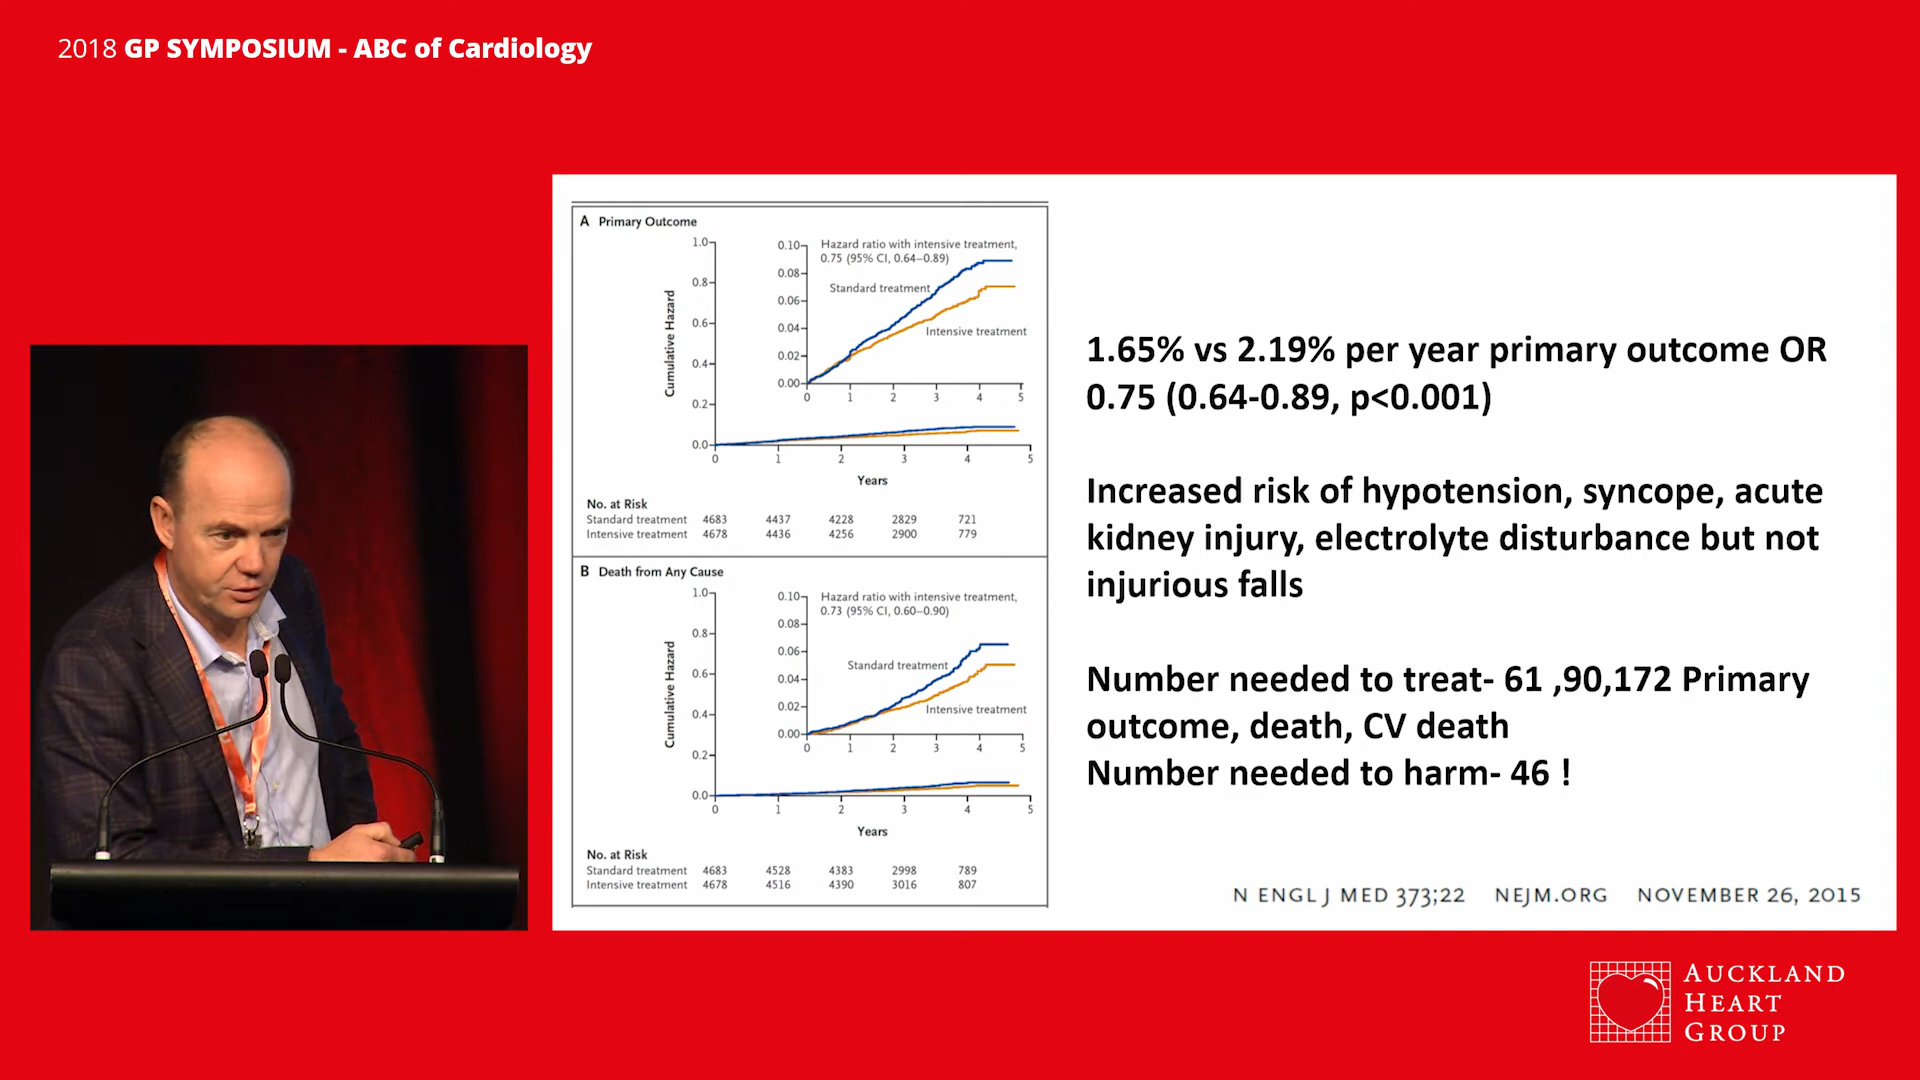 2018 GP SYMPOSIUM - ABC of Cardiology
A Primary Outcome
1.0
0.8
0.6
0.4
0.2
0.0
Cumulative Hazard
0.10
0.08
0.06
0.04
0.02
0.00
Hazard ratio with intensive treatment,
0.75 (95% CI, 0.64–0.89)
Standard treatment
Intensive treatment
0 1 2 3 4 5
0 1 2 3 4 5
Years
No. at Risk
Standard treatment 4683 4437 4228 2829 721
Intensive treatment 4678 4436 4256 2900 779
B Death from Any Cause
1.0
0.8
0.6
0.4
0.2
0.0
Cumulative Hazard
0.10
0.08
0.06
0.04
0.02
0.00
Hazard ratio with intensive treatment,
0.73 (95% CI, 0.60–0.90)
Standard treatment
Intensive treatment
0 1 2 3 4 5
0 1 2 3 4 5
Years
No. at Risk
Standard treatment 4683 4528 4383 2998 789
Intensive treatment 4678 4516 4390 3016 807
1.65% vs 2.19% per year primary outcome OR
0.75 (0.64-0.89, p<0.001)
Increased risk of hypotension, syncope, acute
kidney injury, electrolyte disturbance but not
injurious falls
Number needed to treat- 61 ,90,172 Primary
outcome, death, CV death
Number needed to harm- 46 !
N ENGL J MED 373;22 NEJM.ORG NOVEMBER 26, 2015
AUCKLAND
HEART
GROUP